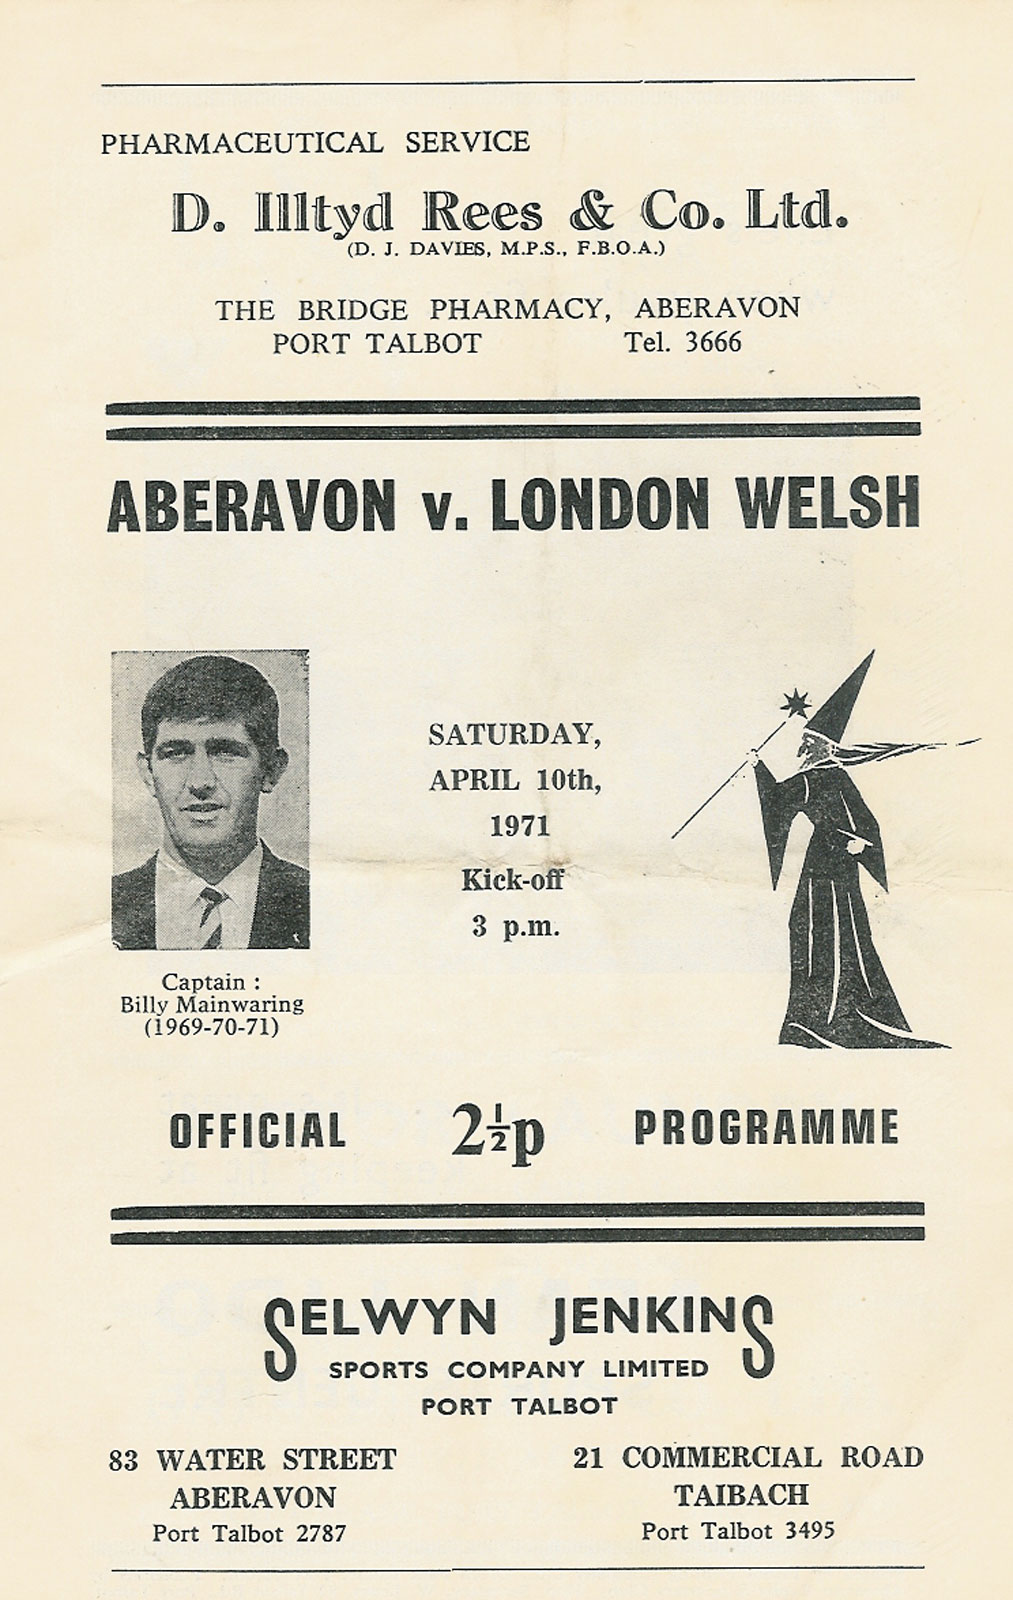 PHARMACEUTICAL SERVICE
D. Illtyd Rees & Co. Ltd.
(D. J. DAVIES, M.P.S., F.B.O.A.)
THE BRIDGE PHARMACY, ABERAVON
PORT TALBOT Tel. 3666
ABERAVON v. LONDON WELSH
SATURDAY,
APRIL 10th,
1971
Kick-off
3 p.m.
Captain :
Billy Mainwaring
(1969-70-71)
OFFICIAL 2½p PROGRAMME
SELWYN JENKINS
SPORTS COMPANY LIMITED
PORT TALBOT
83 WATER STREET
ABERAVON
Port Talbot 2787
21 COMMERCIAL ROAD
TAIBACH
Port Talbot 3495